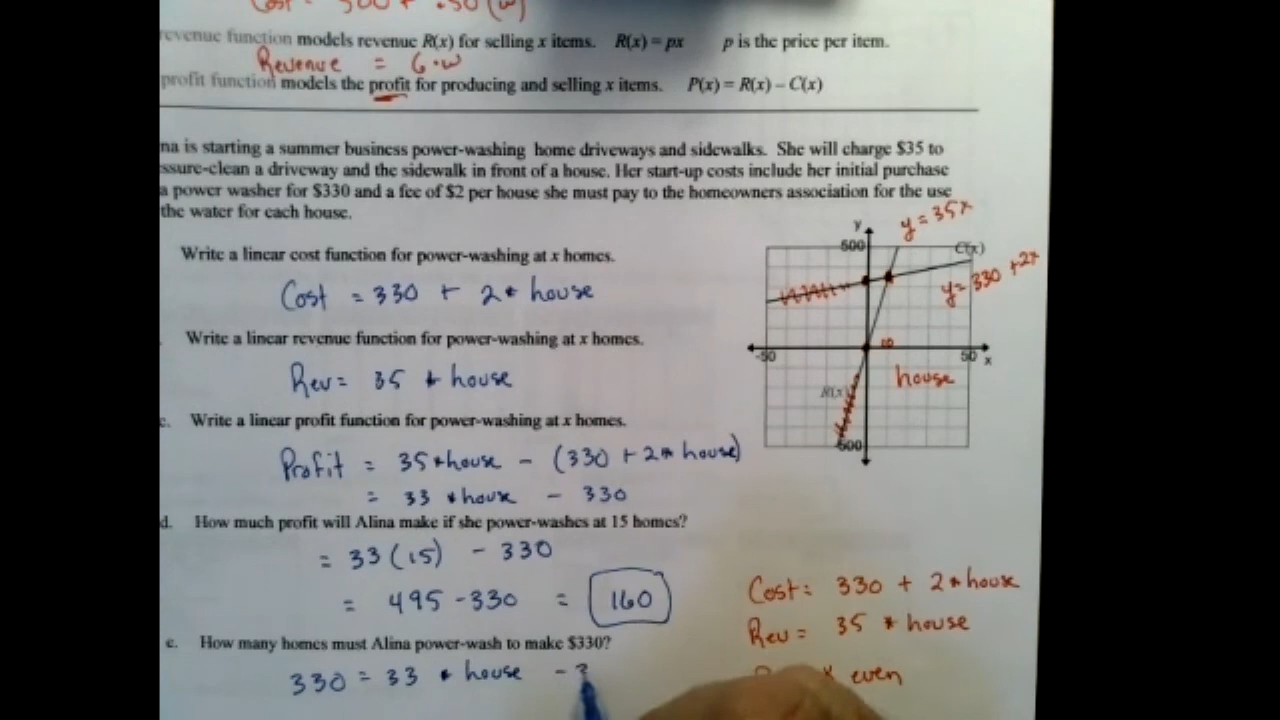 Cost = 300 + .50 (w)
revenue function models revenue R(x) for selling x items. R(x) = px p is the price per item.
Revenue = 6·w
profit function models the profit for producing and selling x items. P(x) = R(x) – C(x)
na is starting a summer business power-washing home driveways and sidewalks. She will charge $35 to
ssure-clean a driveway and the sidewalk in front of a house. Her start-up costs include her initial purchase
a power washer for $330 and a fee of $2 per house she must pay to the homeowners association for the use
the water for each house.
Write a linear cost function for power-washing at x homes.
Cost = 330 + 2 * house
Write a linear revenue function for power-washing at x homes.
Rev = 35 * house
c. Write a linear profit function for power-washing at x homes.
Profit = 35 * house - (330 + 2 * house)
= 33 * house - 330
d. How much profit will Alina make if she power-washes at 15 homes?
= 33 (15) - 330
= 495 - 330 = 160
e. How many homes must Alina power-wash to make $330?
330 = 33 * house -
y
y = 35x
500
C(x)
y = 330 + 2x
-50
10
50
x
house
R(x)
-500
Cost = 330 + 2 * house
Rev = 35 * house
even